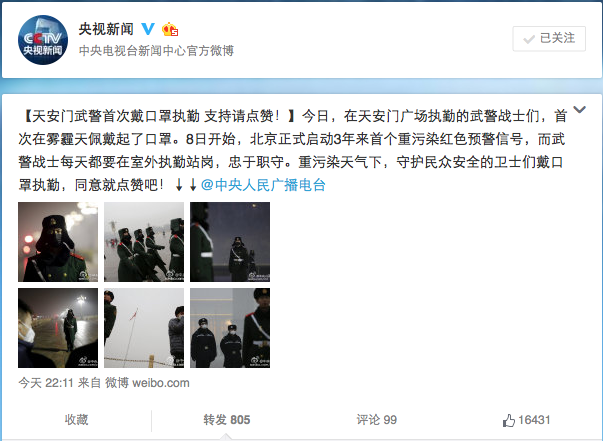 CCTV
央视新闻
央视新闻
中央电视台新闻中心官方微博
已关注
【天安门武警首次戴口罩执勤 支持请点赞！】今日，在天安门广场执勤的武警战士们，首
次在雾霾天佩戴起了口罩。8日开始，北京正式启动3年来首个重污染红色预警信号，而武
警战士每天都要在室外执勤站岗，忠于职守。重污染天气下，守护民众安全的卫士们戴口
罩执勤，同意就点赞吧！↓↓@中央人民广播电台
今天 22:11 来自 微博 weibo.com
收藏
转发 805
评论 99
16431